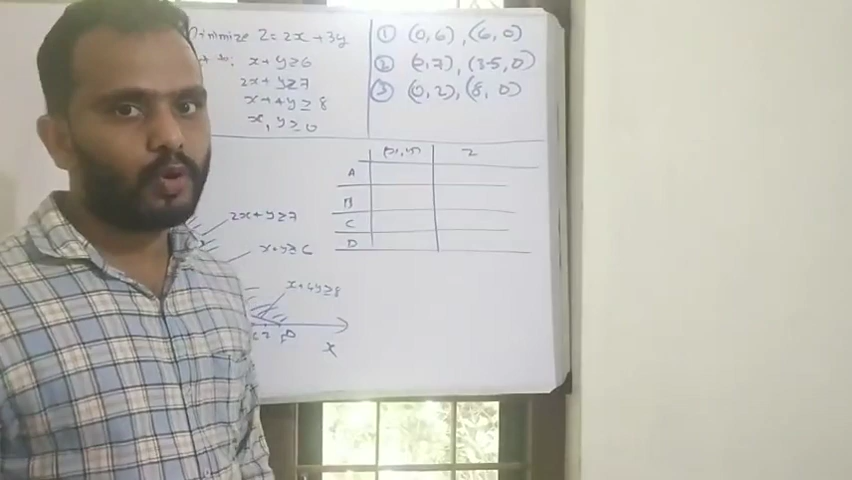 Minimize Z = 2x + 3y
x + y ≥ 6
2x + y ≥ 7
x + 4y ≥ 8
x, y ≥ 0
① (0,6), (6,0)
② (0,7), (3.5,0)
③ (0,2), (8,0)
(x,y) Z
A
B
C
D
2x + y ≥ 7
x + y ≥ 6
x + 4y ≥ 8
D
x